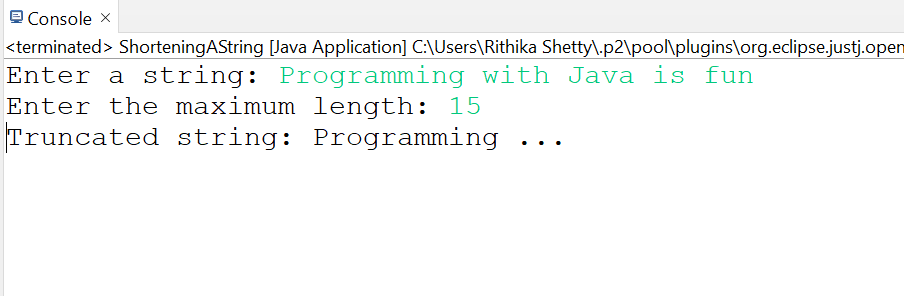 Console
<terminated> ShorteningAString [Java Application] C:\Users\Rithika Shetty\.p2\pool\plugins\org.eclipse.justj.open
Enter a string: Programming with Java is fun
Enter the maximum length: 15
Truncated string: Programming ...